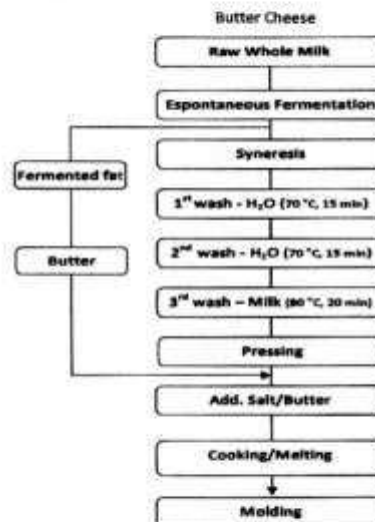 Butter Cheese
Raw Whole Milk
Espontaneous Fermentation
Syneresis
Fermented fat
1st wash - H₂O (70 °C, 15 min)
2nd wash - H₂O (70 °C, 15 min)
Butter
3rd wash – Milk (80 °C, 20 min)
Pressing
Add. Salt/Butter
Cooking/Melting
Molding